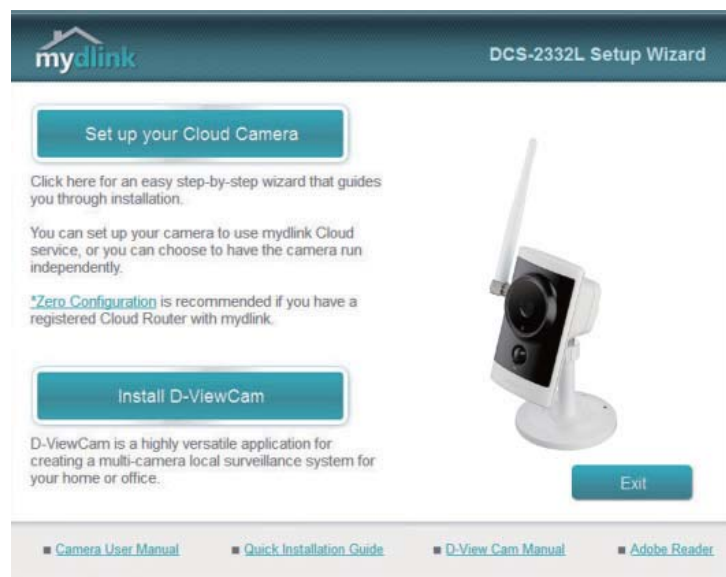 mydlink
DCS-2332L Setup Wizard
Set up your Cloud Camera
Click here for an easy step-by-step wizard that guides
you through installation.
You can set up your camera to use mydlink Cloud
service, or you can choose to have the camera run
independently.
*Zero Configuration is recommended if you have a
registered Cloud Router with mydlink.
Install D-ViewCam
D-ViewCam is a highly versatile application for
creating a multi-camera local surveillance system for
your home or office.
Exit
■ Camera User Manual ■ Quick Installation Guide ■ D-View Cam Manual ■ Adobe Reader